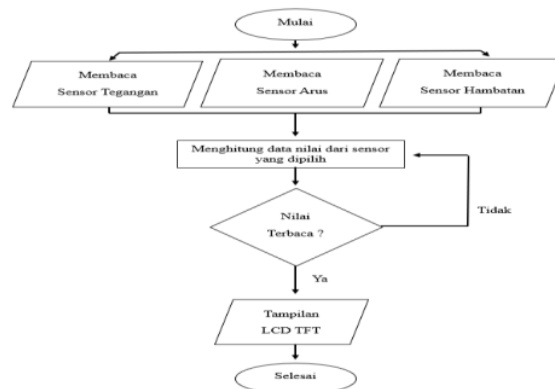 Mulai
Membaca
Sensor Tegangan
Membaca
Sensor Arus
Membaca
Sensor Hambatan
Menghitung data nilai dari sensor
yang dipilih
Nilai
Terbaca ?
Tidak
Ya
Tampilan
LCD TFT
Selesai